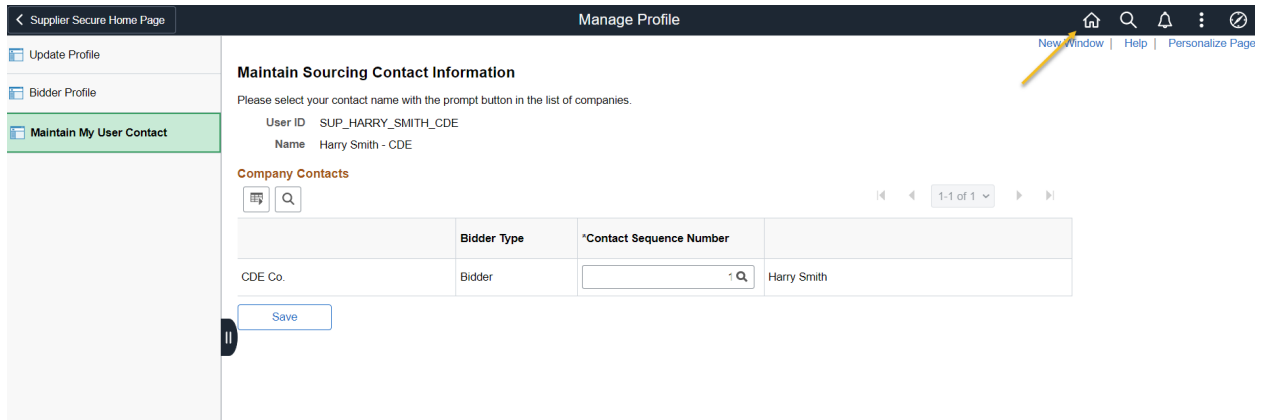 Supplier Secure Home Page
Manage Profile
New Window | Help | Personalize Page
Update Profile
Bidder Profile
Maintain My User Contact
Maintain Sourcing Contact Information
Please select your contact name with the prompt button in the list of companies.
User ID SUP_HARRY_SMITH_CDE
Name Harry Smith - CDE
Company Contacts
1-1 of 1
Bidder Type *Contact Sequence Number
CDE Co. Bidder 1 Harry Smith
Save